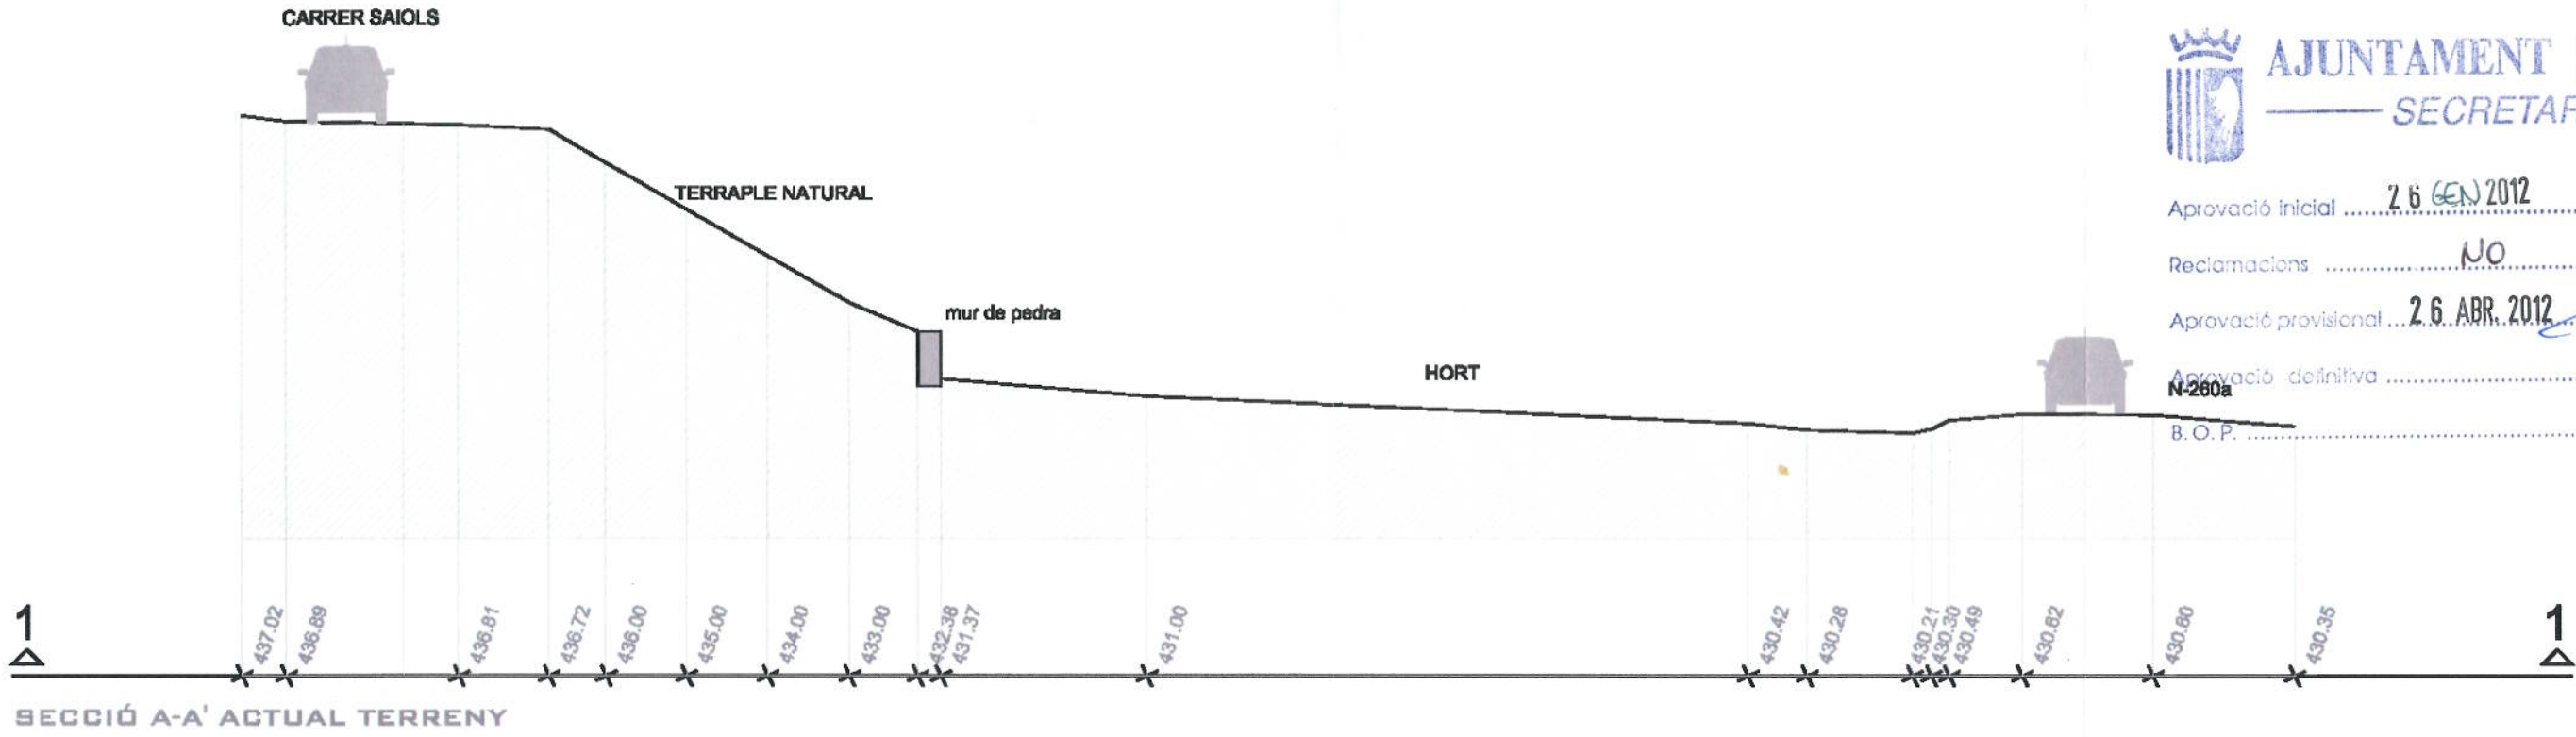 CARRER SAIOLS
AJUNTAMENT
SECRETAR
Aprovació inicial 26 GEN 2012
Reclamacions NO
Aprovació provisional 26 ABR. 2012
Aprovació definitiva
B.O.P.
TERRAPLE NATURAL
mur de pedra
HORT
N-260a
1
437.02
436.89
436.81
436.72
436.00
435.00
434.00
433.00
432.38
431.37
431.00
430.42
430.28
430.21
430.30
430.49
430.62
430.60
430.35
1
SECCIÓ A-A' ACTUAL TERRENY